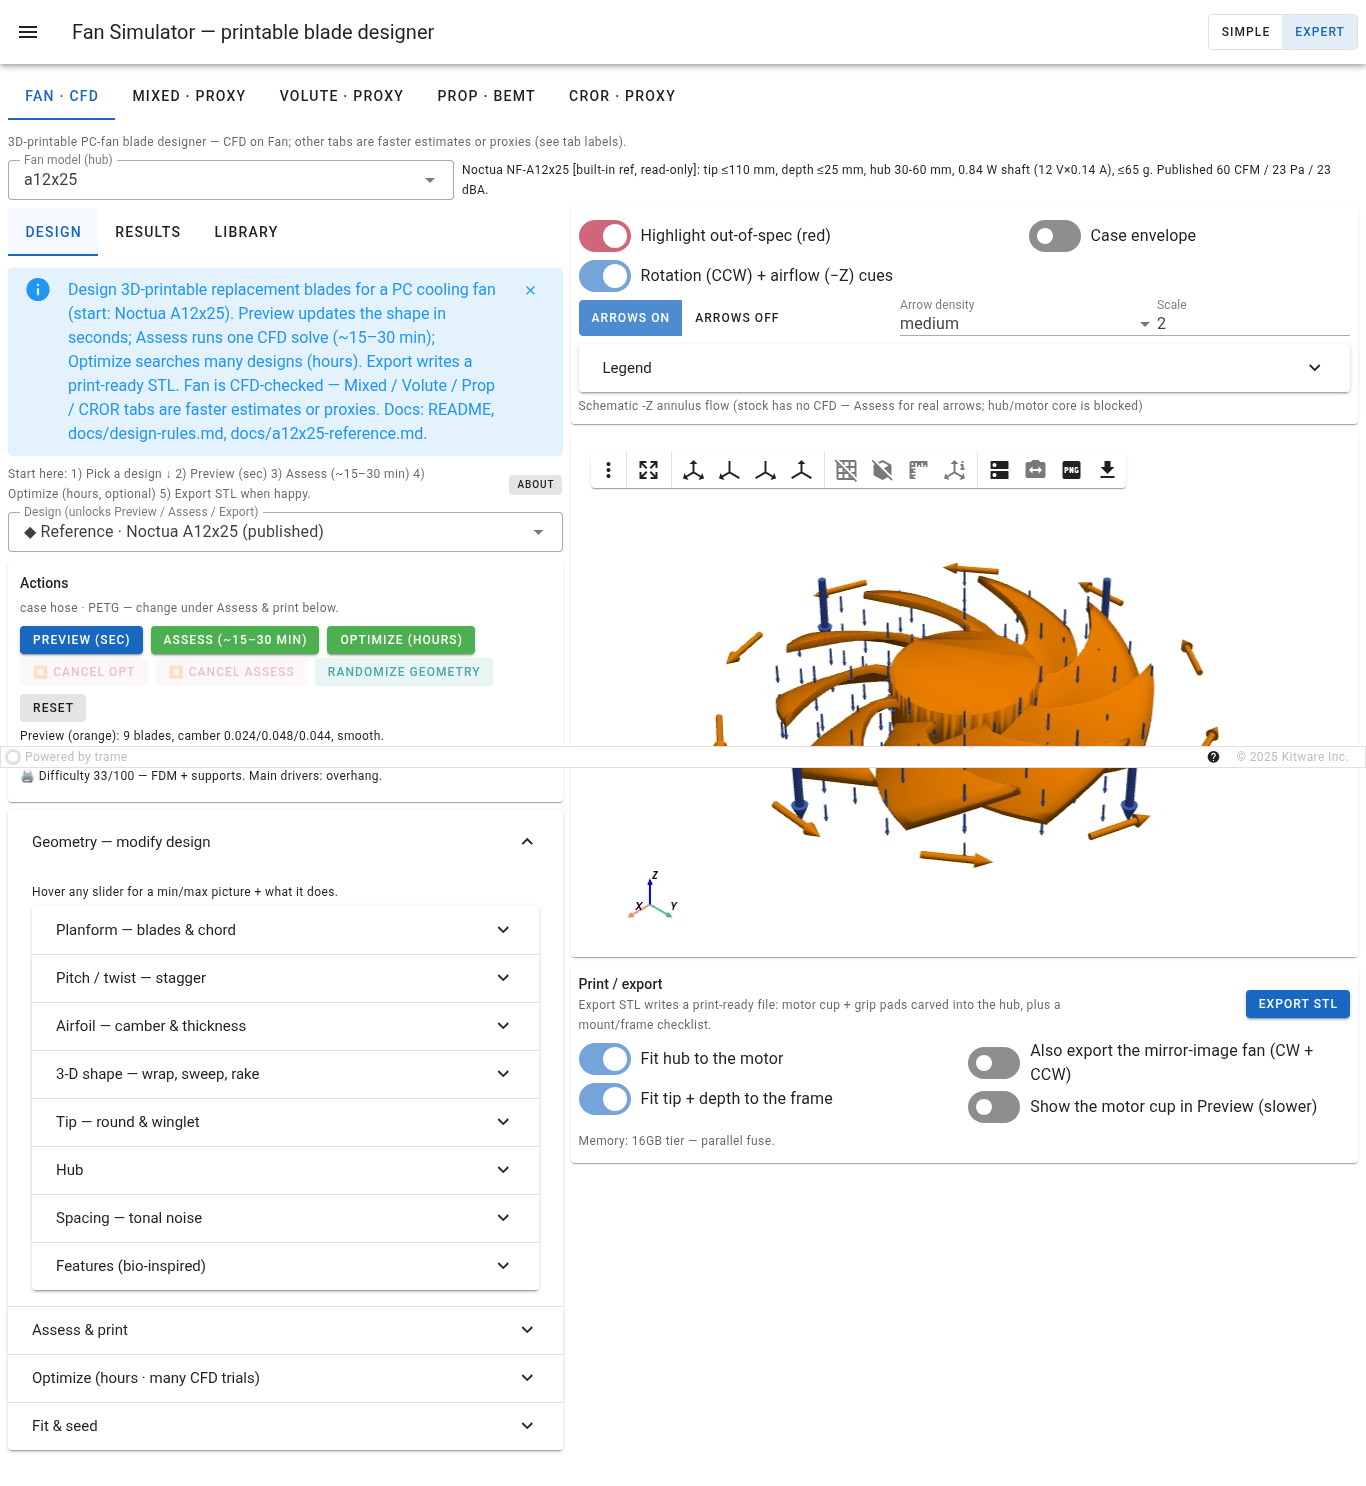 Fan Simulator — printable blade designer
SIMPLE
EXPERT
FAN · CFD
MIXED · PROXY
VOLUTE · PROXY
PROP · BEMT
CROR · PROXY
3D-printable PC-fan blade designer — CFD on Fan; other tabs are faster estimates or proxies (see tab labels).
Fan model (hub)
a12x25
Noctua NF-A12x25 [built-in ref, read-only]: tip ≤110 mm, depth ≤25 mm, hub 30-60 mm, 0.84 W shaft (12 V×0.14 A), ≤65 g. Published 60 CFM / 23 Pa / 23
dBA.
DESIGN
RESULTS
LIBRARY
Design 3D-printable replacement blades for a PC cooling fan
(start: Noctua A12x25). Preview updates the shape in
seconds; Assess runs one CFD solve (~15–30 min);
Optimize searches many designs (hours). Export writes a
print-ready STL. Fan is CFD-checked — Mixed / Volute / Prop
/ CROR tabs are faster estimates or proxies. Docs: README,
docs/design-rules.md, docs/a12x25-reference.md.
Start here: 1) Pick a design ↓ 2) Preview (sec) 3) Assess (~15–30 min) 4)
Optimize (hours, optional) 5) Export STL when happy.
ABOUT
Design (unlocks Preview / Assess / Export)
◆ Reference · Noctua A12x25 (published)
Actions
case hose · PETG — change under Assess & print below.
PREVIEW (SEC)
ASSESS (~15–30 MIN)
OPTIMIZE (HOURS)
CANCEL OPT
CANCEL ASSESS
RANDOMIZE GEOMETRY
RESET
Preview (orange): 9 blades, camber 0.024/0.048/0.044, smooth.
Powered by trame
© 2025 Kitware Inc.
Difficulty 33/100 — FDM + supports. Main drivers: overhang.
Geometry — modify design
Hover any slider for a min/max picture + what it does.
Planform — blades & chord
Pitch / twist — stagger
Airfoil — camber & thickness
3-D shape — wrap, sweep, rake
Tip — round & winglet
Hub
Spacing — tonal noise
Features (bio-inspired)
Assess & print
Optimize (hours · many CFD trials)
Fit & seed
Highlight out-of-spec (red)
Case envelope
Rotation (CCW) + airflow (−Z) cues
ARROWS ON
ARROWS OFF
Arrow density
medium
Scale
2
Legend
Schematic -Z annulus flow (stock has no CFD — Assess for real arrows; hub/motor core is blocked)
PNG
Z
X
Y
Print / export
Export STL writes a print-ready file: motor cup + grip pads carved into the hub, plus a
mount/frame checklist.
EXPORT STL
Fit hub to the motor
Also export the mirror-image fan (CW +
CCW)
Fit tip + depth to the frame
Show the motor cup in Preview (slower)
Memory: 16GB tier — parallel fuse.